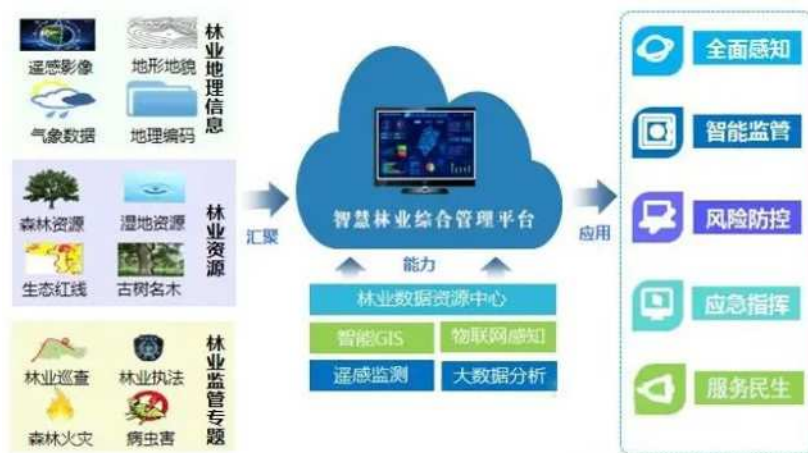 遥感影像
地形地貌
气象数据
地理编码
林业地理信息
森林资源
湿地资源
生态红线
古树名木
林业资源
林业巡查
林业执法
森林火灾
病虫害
林业监管专题
汇聚
智慧林业综合管理平台
能力
林业数据资源中心
智能GIS
物联网感知
遥感监测
大数据分析
应用
全面感知
智能监管
风险防控
应急指挥
服务民生